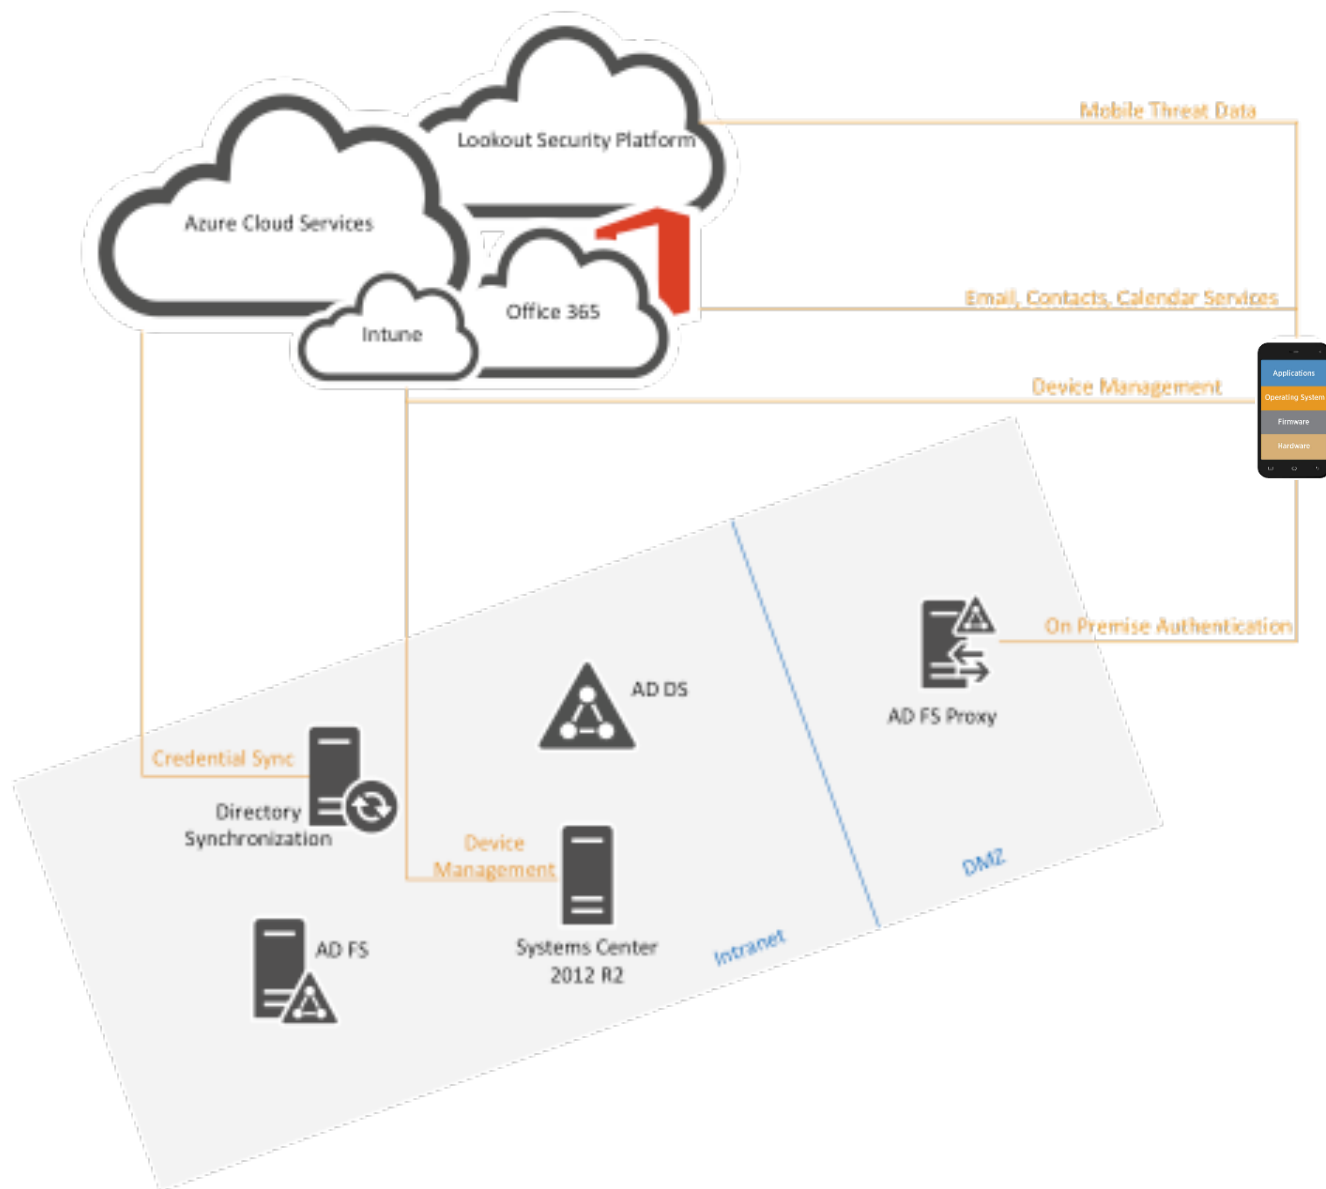 Mobile Threat Data
Lookout Security Platform
Azure Cloud Services
Email, Contacts, Calendar Services
Office 365
Intune
Device Management
Applications
Operating System
Firmware
Hardware
On Premise Authentication
AD DS
AD FS Proxy
Credential Sync
Directory
Synchronization
Device
Management
DMZ
Intranet
AD FS
Systems Center
2012 R2